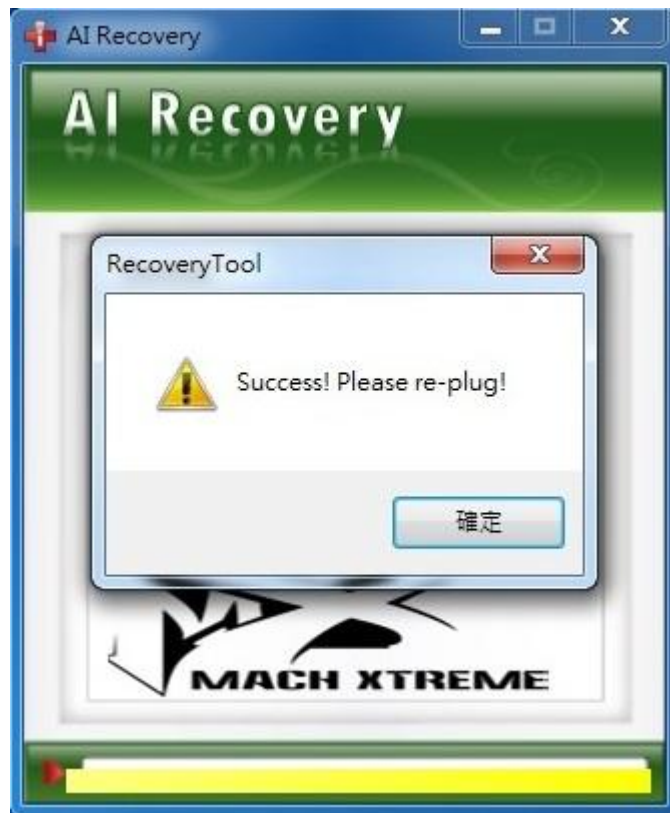 AI Recovery
AI Recovery
RecoveryTool
Success! Please re-plug!
確定
MACH XTREME